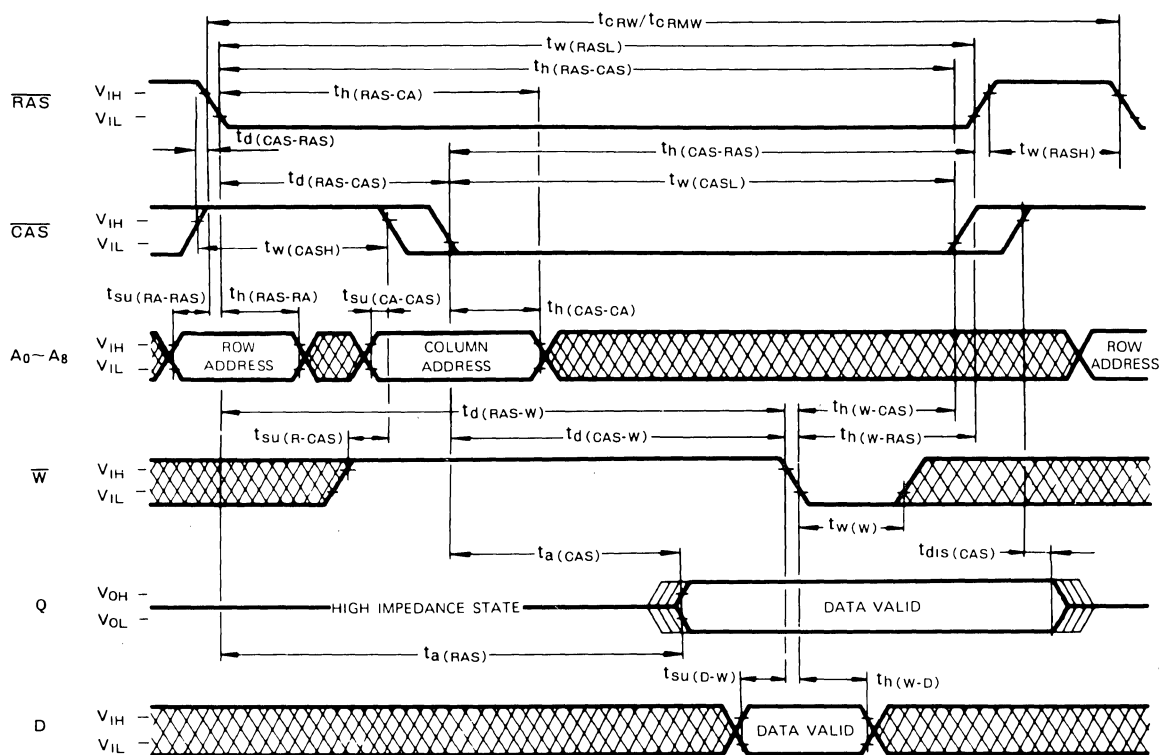 tCRW/tCRMW
tw(RASL)
th(RAS-CAS)
th(RAS-CA)
RAS
VIH
VIL
td(CAS-RAS)
th(CAS-RAS)
tw(RASH)
td(RAS-CAS)
tw(CASL)
CAS
VIH
VIL
tw(CASH)
tsu(RA-RAS)
th(RAS-RA)
tsu(CA-CAS)
th(CAS-CA)
A0~A8
VIH
VIL
ROW
ADDRESS
COLUMN
ADDRESS
ROW
ADDRESS
td(RAS-W)
th(W-CAS)
tsu(R-CAS)
td(CAS-W)
th(W-RAS)
W
VIH
VIL
tw(W)
ta(CAS)
tdis(CAS)
Q
VOH
VOL
HIGH IMPEDANCE STATE
DATA VALID
ta(RAS)
tsu(D-W)
th(W-D)
D
VIH
VIL
DATA VALID